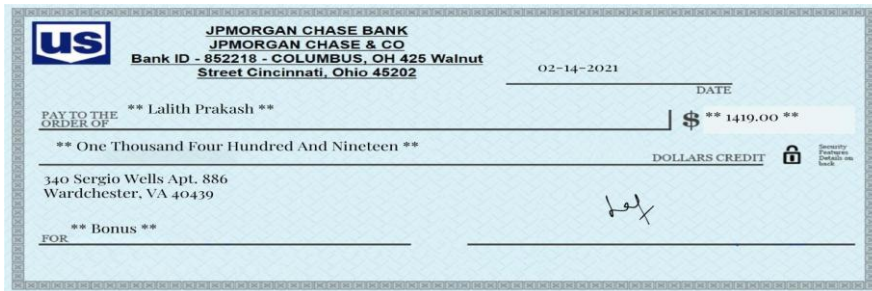 us
JPMORGAN CHASE BANK
JPMORGAN CHASE & CO
Bank ID - 852218 - COLUMBUS, OH 425 Walnut
Street Cincinnati, Ohio 45202
02-14-2021
DATE
PAY TO THE
ORDER OF
** Lalith Prakash **
$ ** 1419.00 **
** One Thousand Four Hundred And Nineteen **
DOLLARS CREDIT
Security
Features
Details on
back
340 Sergio Wells Apt. 886
Wardchester, VA 40439
FOR
** Bonus **